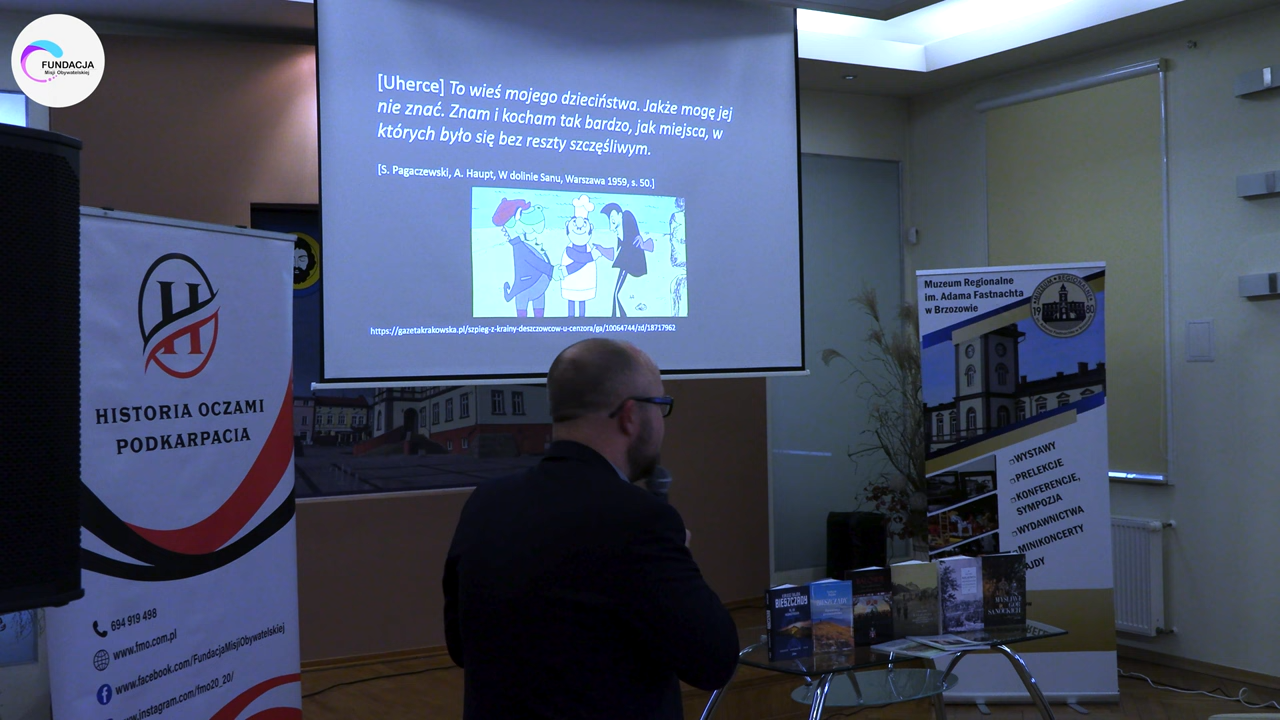 FUNDACJA
Misji Obywatelskiej
[Uherce] To wieś mojego dzieciństwa. Jakże mogę jej
nie znać. Znam i kocham tak bardzo, jak miejsca, w
których było się bez reszty szczęśliwym.
[S. Pagaczewski, A. Haupt, W dolinie Sanu, Warszawa 1959, s. 50.]
https://gazetakrakowska.pl/szpieg-z-krainy-deszczowcow-u-cenzora/ga/10064744/zd/18717962
H
HISTORIA OCZAMI
PODKARPACIA
694 919 498
www.fmo.com.pl
www.facebook.com/FundacjaMisjiObywatelskiej
www.instagram.com/fmo20_20/
Muzeum Regionalne
im. Adama Fastnachta
w Brzozowie
19 80
WYSTAWY
PRELEKCJE
KONFERENCJE,
SYMPOZJA
WYDAWNICTWA
MINIKONCERTY
AJDY
BIESZCZADY